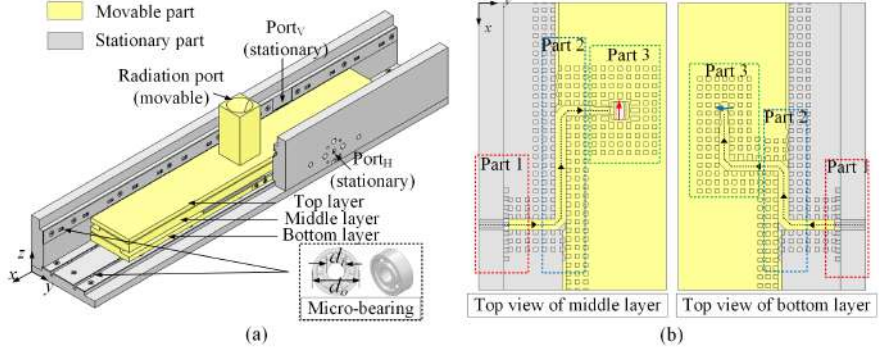 Movable part
Stationary part
Port_V
(stationary)
Radiation port
(movable)
Port_H
(stationary)
Top layer
Middle layer
Bottom layer
z
x
y
d_i
d_o
Micro-bearing
(a)
x
Part 2
Part 3
Part 1
Top view of middle layer
Part 3
Part 2
Part 1
Top view of bottom layer
(b)